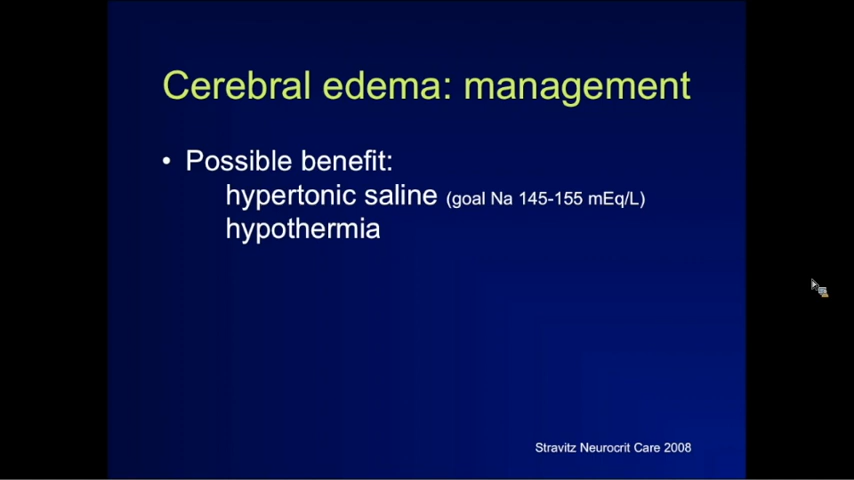 Cerebral edema: management
• Possible benefit:
hypertonic saline (goal Na 145-155 mEq/L)
hypothermia
Stravitz Neurocrit Care 2008